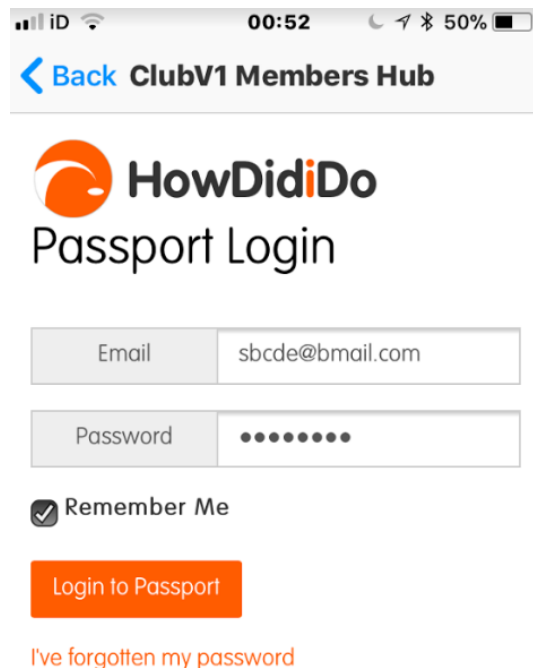 iD 00:52 50%
Back ClubV1 Members Hub
HowDidiDo
Passport Login
Email sbcde@bmail.com
Password ••••••••
Remember Me
Login to Passport
I've forgotten my password